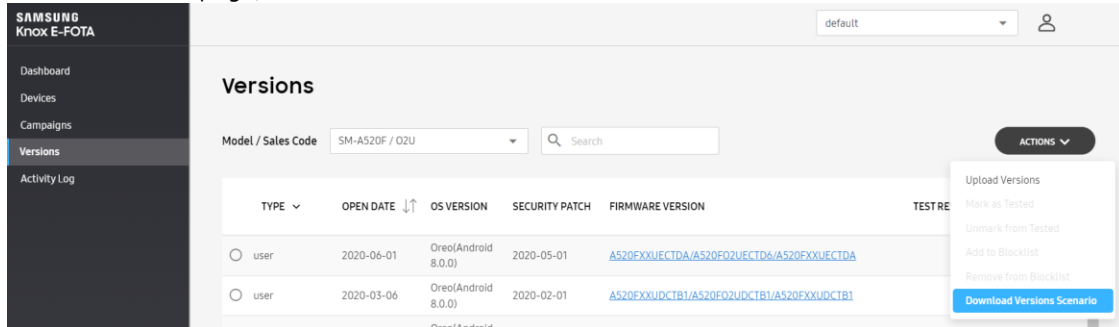 SAMSUNG
Knox E-FOTA
default
Dashboard
Devices
Campaigns
Versions
Activity Log
Versions
Model / Sales Code
SM-A520F / O2U
Search
ACTIONS
Upload Versions
Mark as Tested
Unmark from Tested
Add to Blocklist
Remove from Blocklist
Download Versions Scenario
TYPE OPEN DATE OS VERSION SECURITY PATCH FIRMWARE VERSION
user 2020-06-01 Oreo(Android 8.0.0) 2020-05-01 A520FXXUECTDA/A520FO2UECTD6/A520FXXUECTDA
user 2020-03-06 Oreo(Android 8.0.0) 2020-02-01 A520FXXUDCTB1/A520FO2UDCTB1/A520FXXUDCTB1